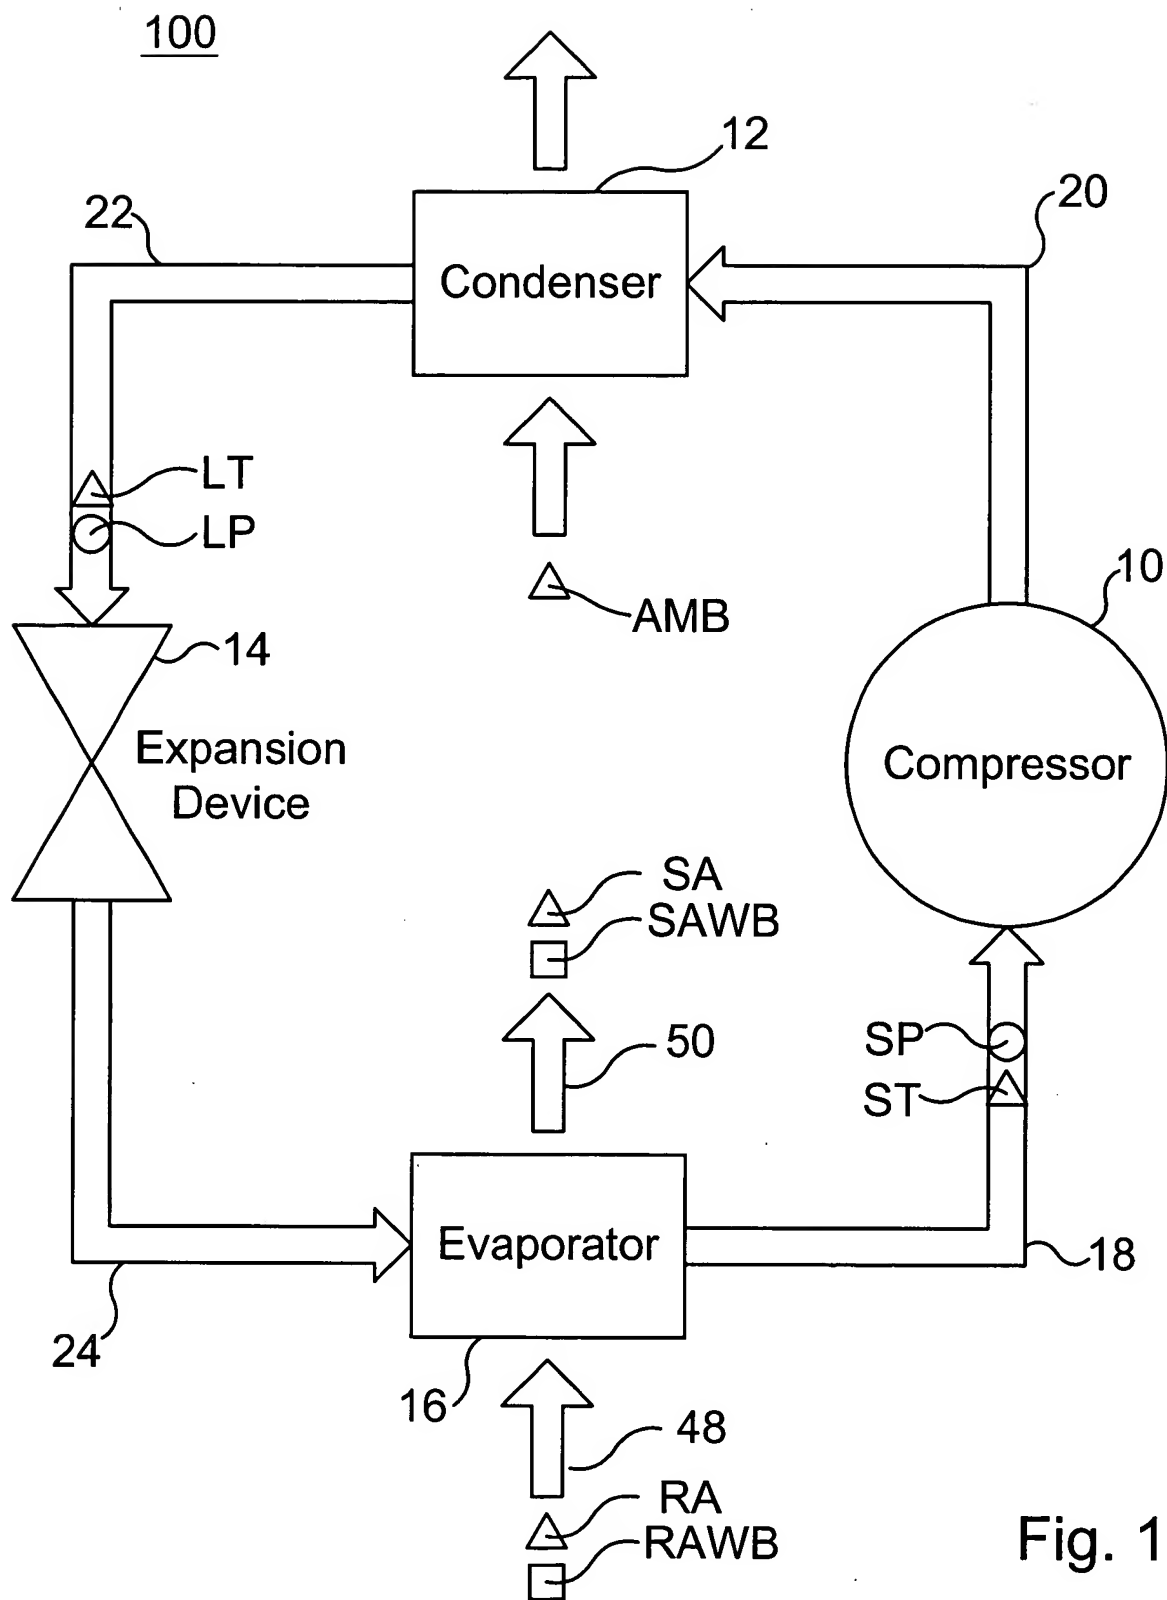 100
12
22
20
Condenser
LT
LP
10
AMB
14
Expansion
Device
Compressor
SA
SAWB
50
SP
ST
Evaporator
18
24
16
48
RA
RAWB
Fig. 1